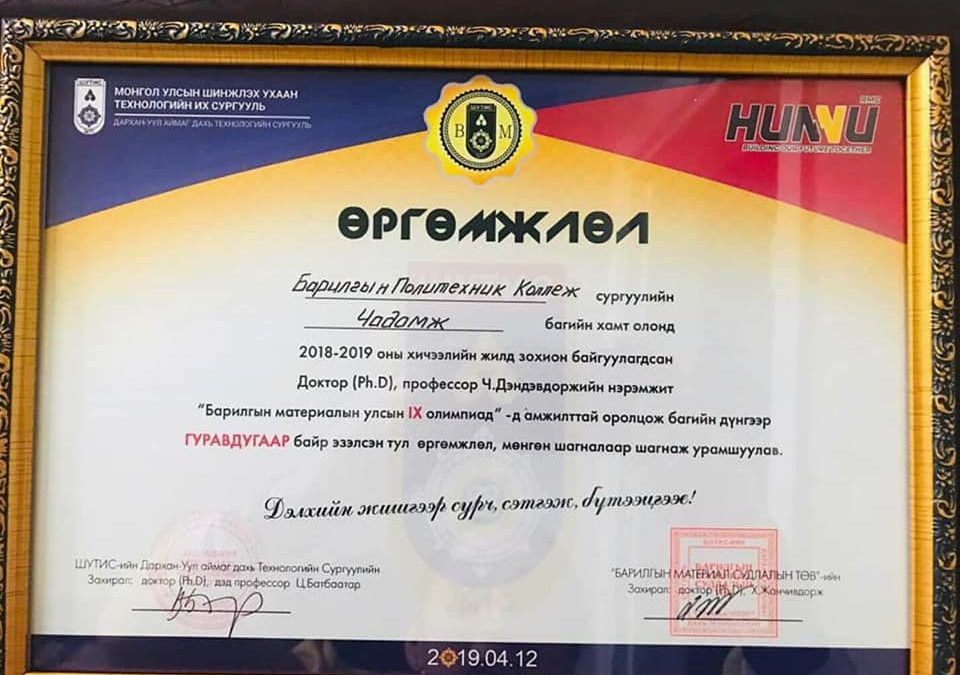 МОНГОЛ УЛСЫН ШИНЖЛЭХ УХААН
ТЕХНОЛОГИЙН ИХ СУРГУУЛЬ
ДАРХАН-УУЛ АЙМАГ ДАХЬ ТЕХНОЛОГИЙН СУРГУУЛЬ
ШУТИС
ШУТИС
В М
RMC
HUNNU
BUILDING OUR FUTURE TOGETHER
ӨРГӨМЖЛӨЛ
Барилгын Политехник Коллеж сургуулийн
Чадамж багийн хамт олонд
2018-2019 оны хичээлийн жилд зохион байгуулагдсан
Доктор (Ph.D), профессор Ч.Дэндэвдоржийн нэрэмжит
“Барилгын материалын улсын IX олимпиад” -д амжилттай оролцож багийн дүнгээр
ГУРАВДУГААР байр эзэлсэн тул өргөмжлөл, мөнгөн шагналаар шагнаж урамшуулав.
Дэлхийн жишгээр сурч, сэтгэж, бүтээцгээе!
ШУТИС-ийн Дархан-Уул аймаг дахь Технологийн Сургуулийн
Захирал: доктор (Ph.D), дэд профессор Ц.Батбаатар
"БАРИЛГЫН МАТЕРИАЛ СУДЛАЛЫН ТӨВ"-ийн
Захирал: доктор (Ph.D), Х.Жанчивдорж
2019.04.12